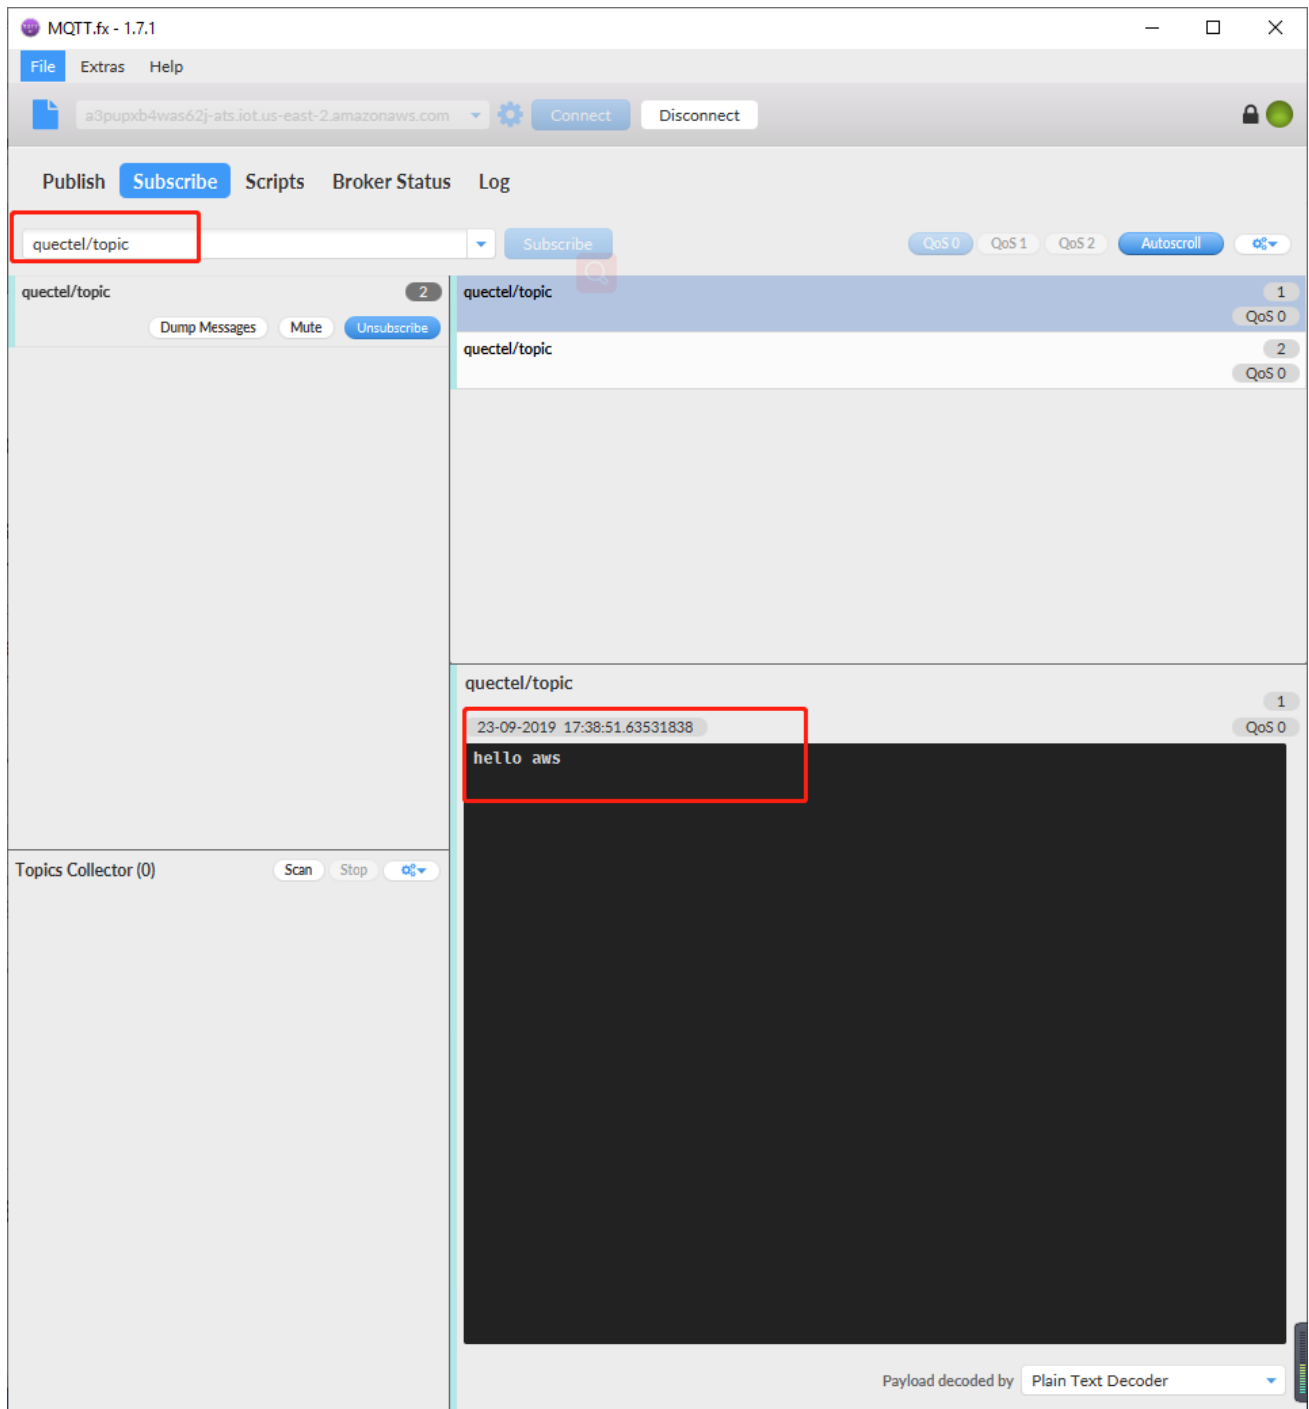 MQTT.fx - 1.7.1
File Extras Help
a3pupxb4was62j-ats.iot.us-east-2.amazonaws.com Connect Disconnect
Publish Subscribe Scripts Broker Status Log
quectel/topic Subscribe QoS 0 QoS 1 QoS 2 Autoscroll
quectel/topic 2
Dump Messages Mute Unsubscribe
quectel/topic 1
QoS 0
quectel/topic 2
QoS 0
quectel/topic
1
23-09-2019 17:38:51.63531838 QoS 0
hello aws
Topics Collector (0) Scan Stop
Payload decoded by Plain Text Decoder